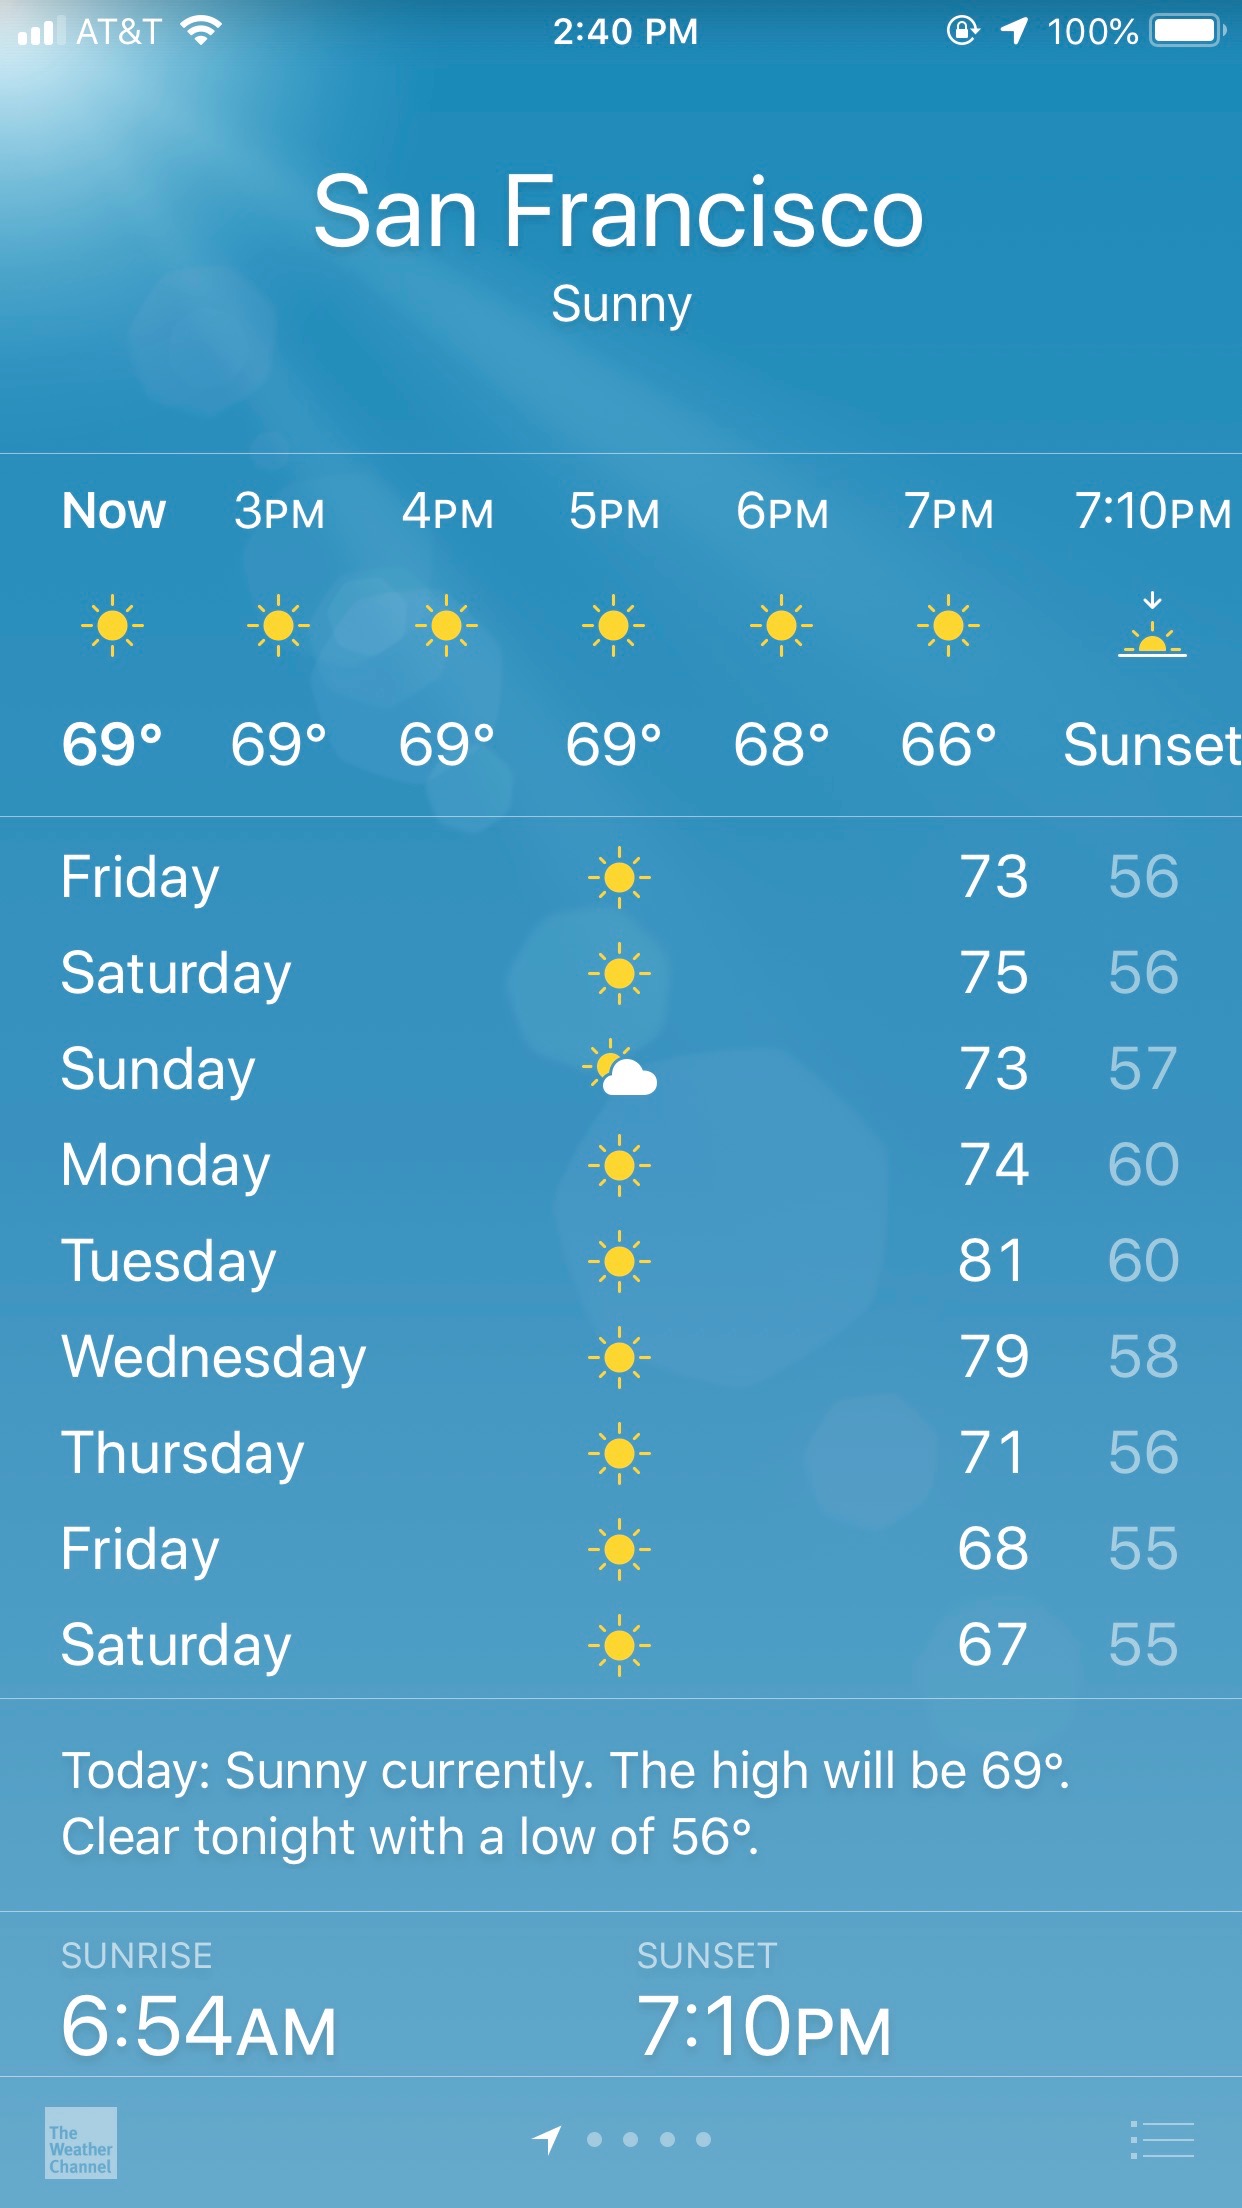 AT&T 2:40 PM 100%
San Francisco
Sunny
Now 3PM 4PM 5PM 6PM 7PM 7:10PM
69° 69° 69° 69° 68° 66° Sunset
Friday 73 56
Saturday 75 56
Sunday 73 57
Monday 74 60
Tuesday 81 60
Wednesday 79 58
Thursday 71 56
Friday 68 55
Saturday 67 55
Today: Sunny currently. The high will be 69°.
Clear tonight with a low of 56°.
SUNRISE SUNSET
6:54AM 7:10PM
The
Weather
Channel